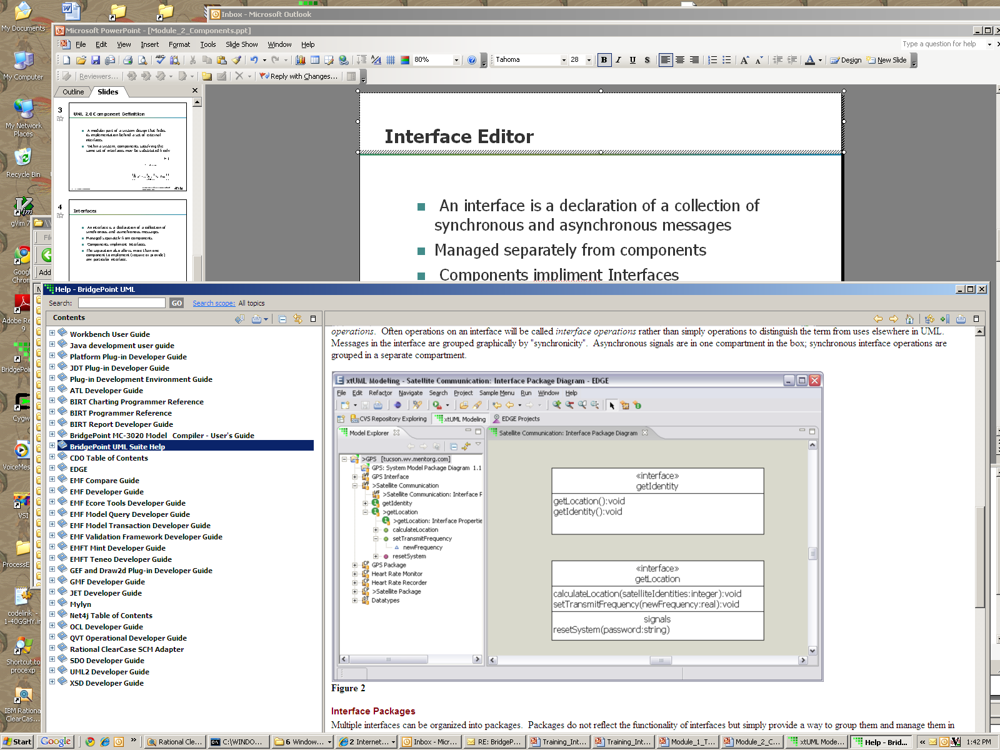 My Documents
My Computer
My Network
Places
Recycle Bin
gVim 7
Google
Chrom
Adobe Re
9
BridgePoin
Cygw
VoiceMes
VSI
ProcessE
codelink -
1-40GGHY.in
Shortcut to
procexp
IBM Rationa
ClearCas...
Inbox - Microsoft Outlook
Microsoft PowerPoint - [Module_2_Components.ppt]
File Edit View Insert Format Tools Slide Show Window Help
Type a question for help
80% Tahoma 28 B I U S Design New Slide
Reviewers... Reply with Changes...
Outline Slides
3
UML 2.0 Component Definition
A modular part of a system design that hides
its implementation behind a set of external
interfaces.
Within a system, components satisfying the
same set of interfaces may be substituted freely
4
Interfaces
An interface is a declaration of a collection of
synchronous and asynchronous messages
Managed separately from components
Components impliment Interfaces
The separation also allows more than one
component to implement (require or provide)
any particular interface.
Interface Editor
An interface is a declaration of a collection of
synchronous and asynchronous messages
Managed separately from components
Components impliment Interfaces
Add
Help - BridgePoint UML
Search: GO Search scope: All topics
Contents
Workbench User Guide
Java development user guide
Platform Plug-in Developer Guide
JDT Plug-in Developer Guide
Plug-in Development Environment Guide
ATL Developer Guide
BIRT Charting Programmer Reference
BIRT Programmer Reference
BIRT Report Developer Guide
BridgePoint MC-3020 Model Compiler - User's Guide
BridgePoint UML Suite Help
CDO Table of Contents
EDGE
EMF Compare Guide
EMF Developer Guide
EMF Ecore Tools Developer Guide
EMF Model Query Developer Guide
EMF Model Transaction Developer Guide
EMF Validation Framework Developer Guide
EMFT Mint Developer Guide
EMFT Teneo Developer Guide
GEF and Draw2d Plug-in Developer Guide
GMF Developer Guide
JET Developer Guide
Mylyn
Net4j Table of Contents
OCL Developer Guide
QVT Operational Developer Guide
Rational ClearCase SCM Adapter
SDO Developer Guide
UML2 Developer Guide
XSD Developer Guide
operations. Often operations on an interface will be called interface operations rather than simply operations to distinguish the term from uses elsewhere in UML.
Messages in the interface are grouped graphically by "synchronicity". Asynchronous signals are in one compartment in the box; synchronous interface operations are
grouped in a separate compartment.
xtUML Modeling - Satellite Communication: Interface Package Diagram - EDGE
File Edit Refactor Navigate Search Project Sample Menu Run Window Help
CVS Repository Exploring xtUML Modeling EDGE Projects
Model Explorer
>GPS [tucson.wv.mentorg.com]
GPS: System Model Package Diagram 1.1
GPS Interface
>Satellite Communication
>Satellite Communication: Interface P
getIdentity
>getLocation
>getLocation: Interface Propertie
calculateLocation
setTransmitFrequency
newFrequency
resetSystem
GPS Package
Heart Rate Monitor
Heart Rate Recorder
>Satellite Package
Datatypes
Satellite Communication: Interface Package Diagram
«interface»
getIdentity
getLocation():void
getIdentity():void
«interface»
getLocation
calculateLocation(satelliteIdentities:integer):void
setTransmitFrequency(newFrequency:real):void
signals
resetSystem(password:string)
Figure 2
Interface Packages
Multiple interfaces can be organized into packages. Packages do not reflect the functionality of interfaces but simply provide a way to group them and manage them in
Start Google » Rational Cle... C:\WINDO... 6 Window... 2 Internet... Inbox - Micr... RE: BridgeP... Training_Int... Training_Int... Module_1_T... Module_2_C... xtUML Mode... Help - Brid... « 1:42 PM